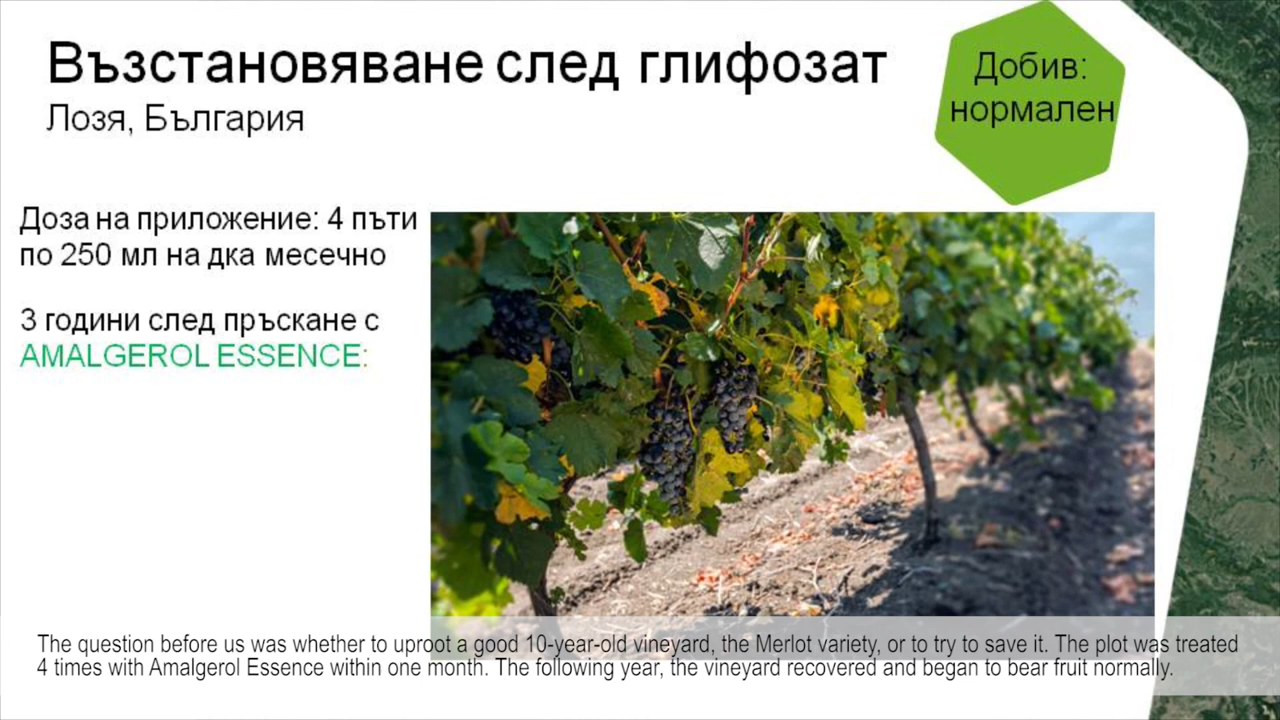 Възстановяване след глифозат
Лозя, България
Добив:
нормален
Доза на приложение: 4 пъти
по 250 мл на дка месечно
3 години след пръскане с
AMALGEROL ESSENCE:
The question before us was whether to uproot a good 10-year-old vineyard, the Merlot variety, or to try to save it. The plot was treated
4 times with Amalgerol Essence within one month. The following year, the vineyard recovered and began to bear fruit normally.